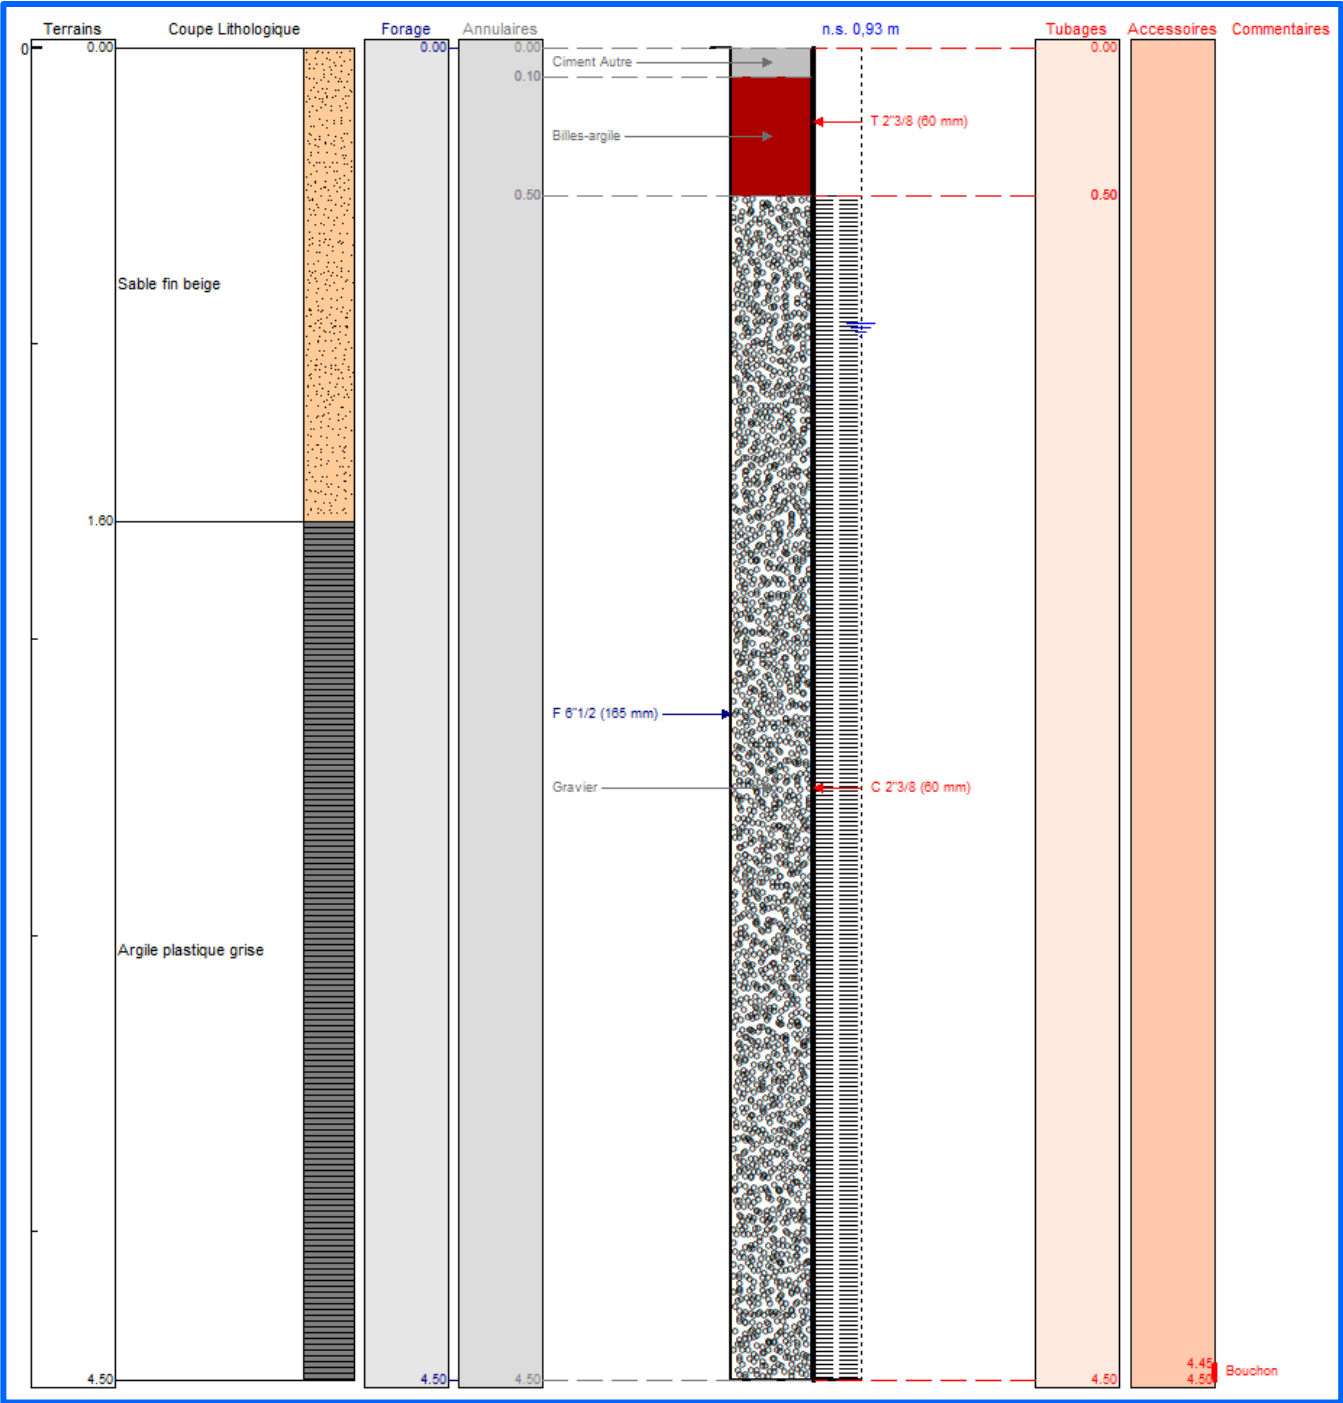 Terrains Coupe Lithologique Forage Annulaires n.s. 0,93 m Tubages Accessoires Commentaires
0 0.00 0.00 0.00 0.00
Ciment Autre
0.10
T 2"3/8 (60 mm)
Billes-argile
0.50 0.50
Sable fin beige
1.60
F 6"1/2 (165 mm)
Gravier C 2"3/8 (60 mm)
Argile plastique grise
4.45
Bouchon
4.50 4.50 4.50 4.50 4.50